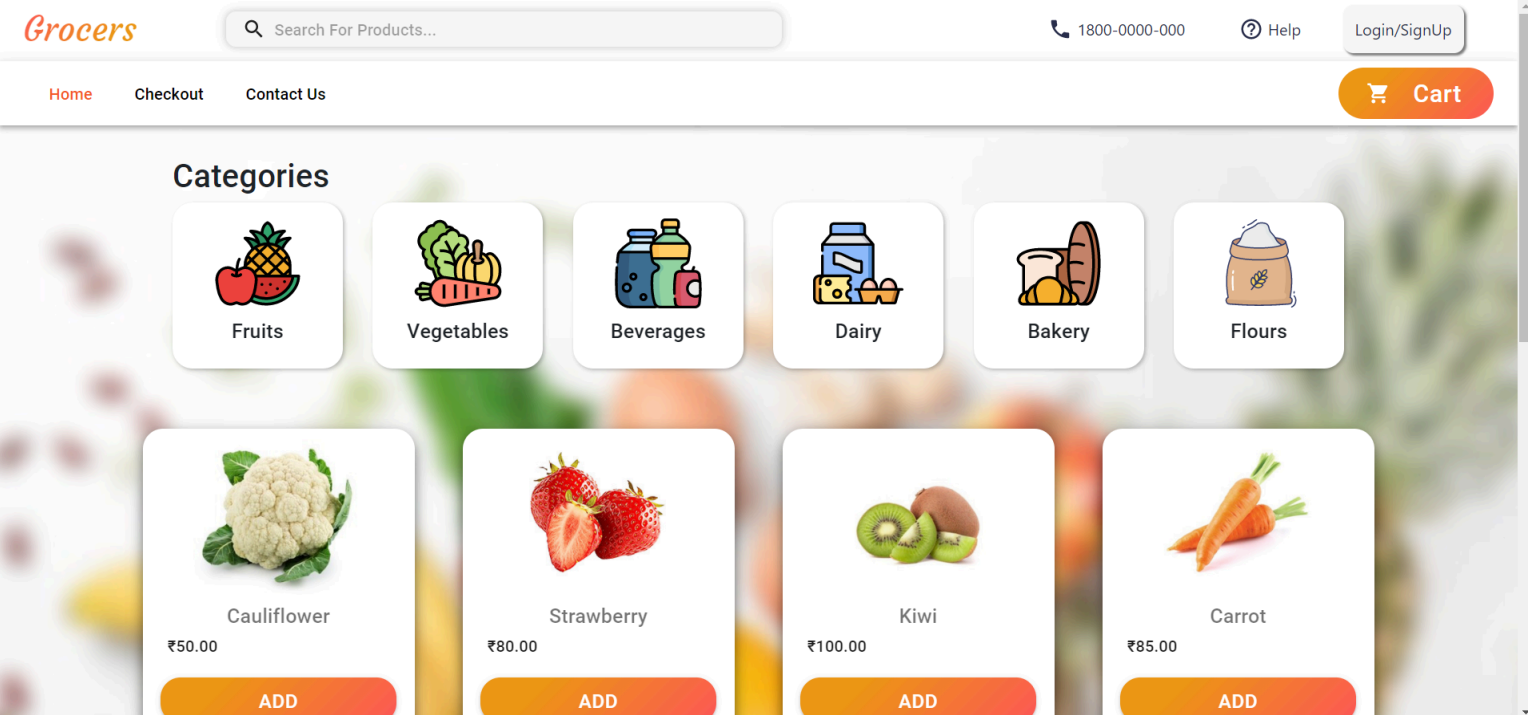 Grocers
Search For Products...
1800-0000-000
Help
Login/SignUp
Home
Checkout
Contact Us
Cart
Categories
Fruits
Vegetables
Beverages
Dairy
Bakery
Flours
Cauliflower
₹50.00
ADD
Strawberry
₹80.00
ADD
Kiwi
₹100.00
ADD
Carrot
₹85.00
ADD